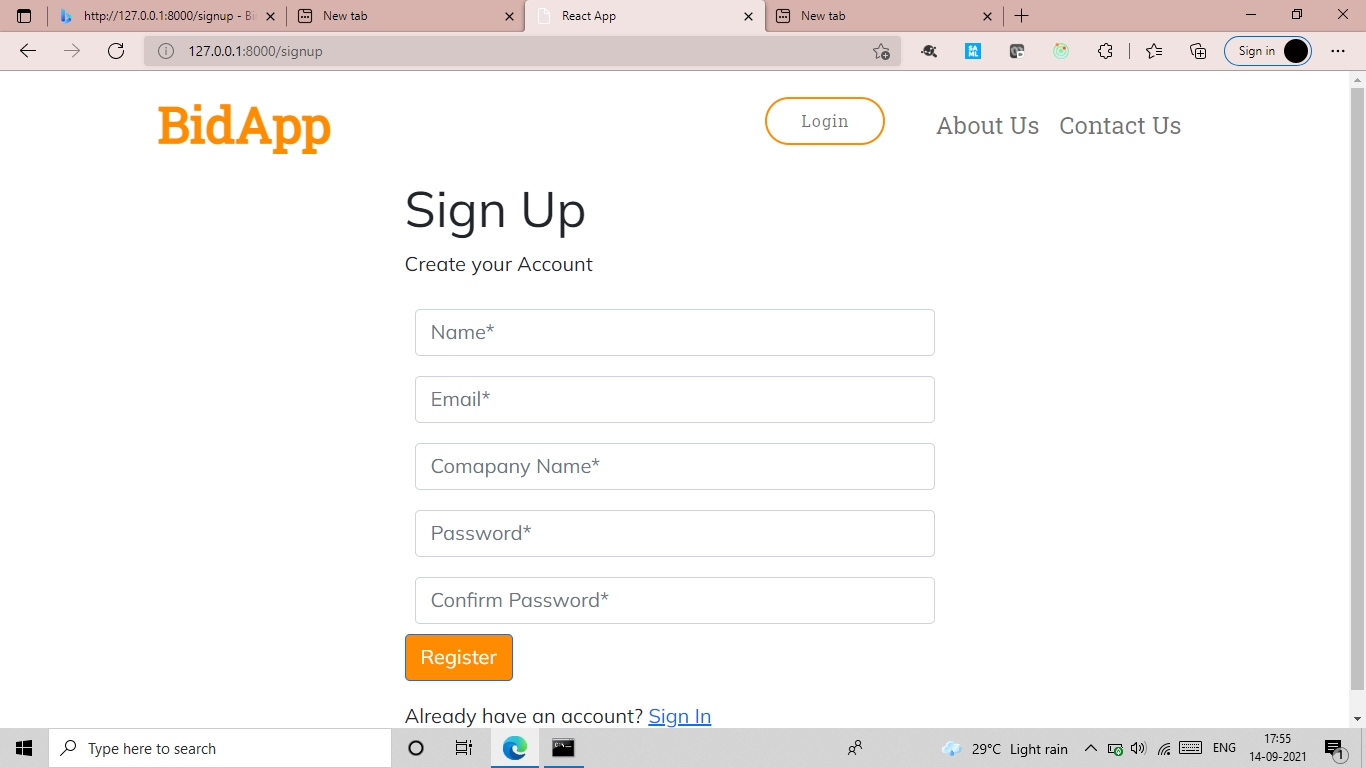 http://127.0.0.1:8000/signup - Bi
New tab
React App
New tab
127.0.0.1:8000/signup
SA
ML
Sign in
BidApp
Login
About Us
Contact Us
Sign Up
Create your Account
Name*
Email*
Comapany Name*
Password*
Confirm Password*
Register
Already have an account? Sign In
Type here to search
29°C Light rain
ENG
17:55
14-09-2021
1